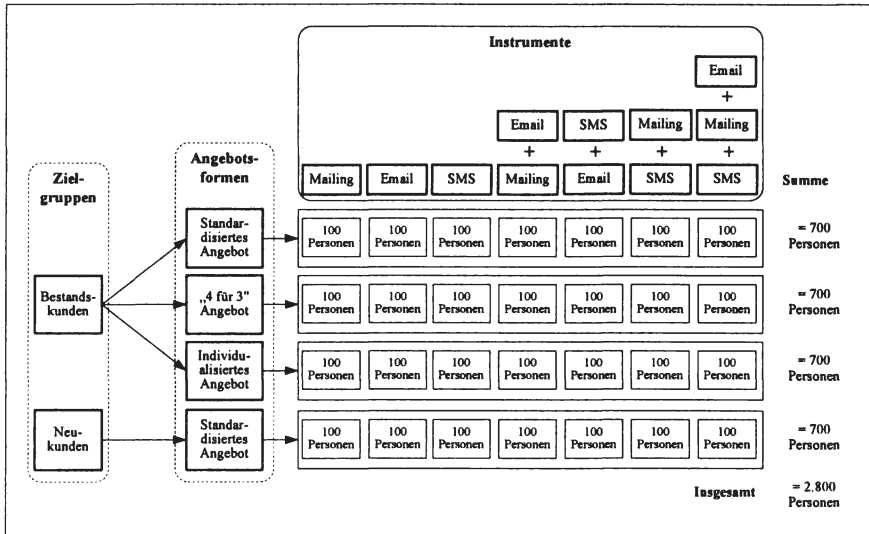 Instrumente
Email
+
Email SMS Mailing Mailing
+ + + +
Mailing Email SMS Mailing Email SMS SMS
Summe
Ziel-
gruppen
Angebots-
formen
Bestands-
kunden
Neu-
kunden
Standar-
disiertes
Angebot
100 100 100 100 100 100 100
Personen Personen Personen Personen Personen Personen Personen
= 700
Personen
„4 für 3"
Angebot
100 100 100 100 100 100 100
Personen Personen Personen Personen Personen Personen Personen
= 700
Personen
Individu-
alisiertes
Angebot
100 100 100 100 100 100 100
Personen Personen Personen Personen Personen Personen Personen
= 700
Personen
Standar-
disiertes
Angebot
100 100 100 100 100 100 100
Personen Personen Personen Personen Personen Personen Personen
= 700
Personen
Insgesamt
= 2.800
Personen